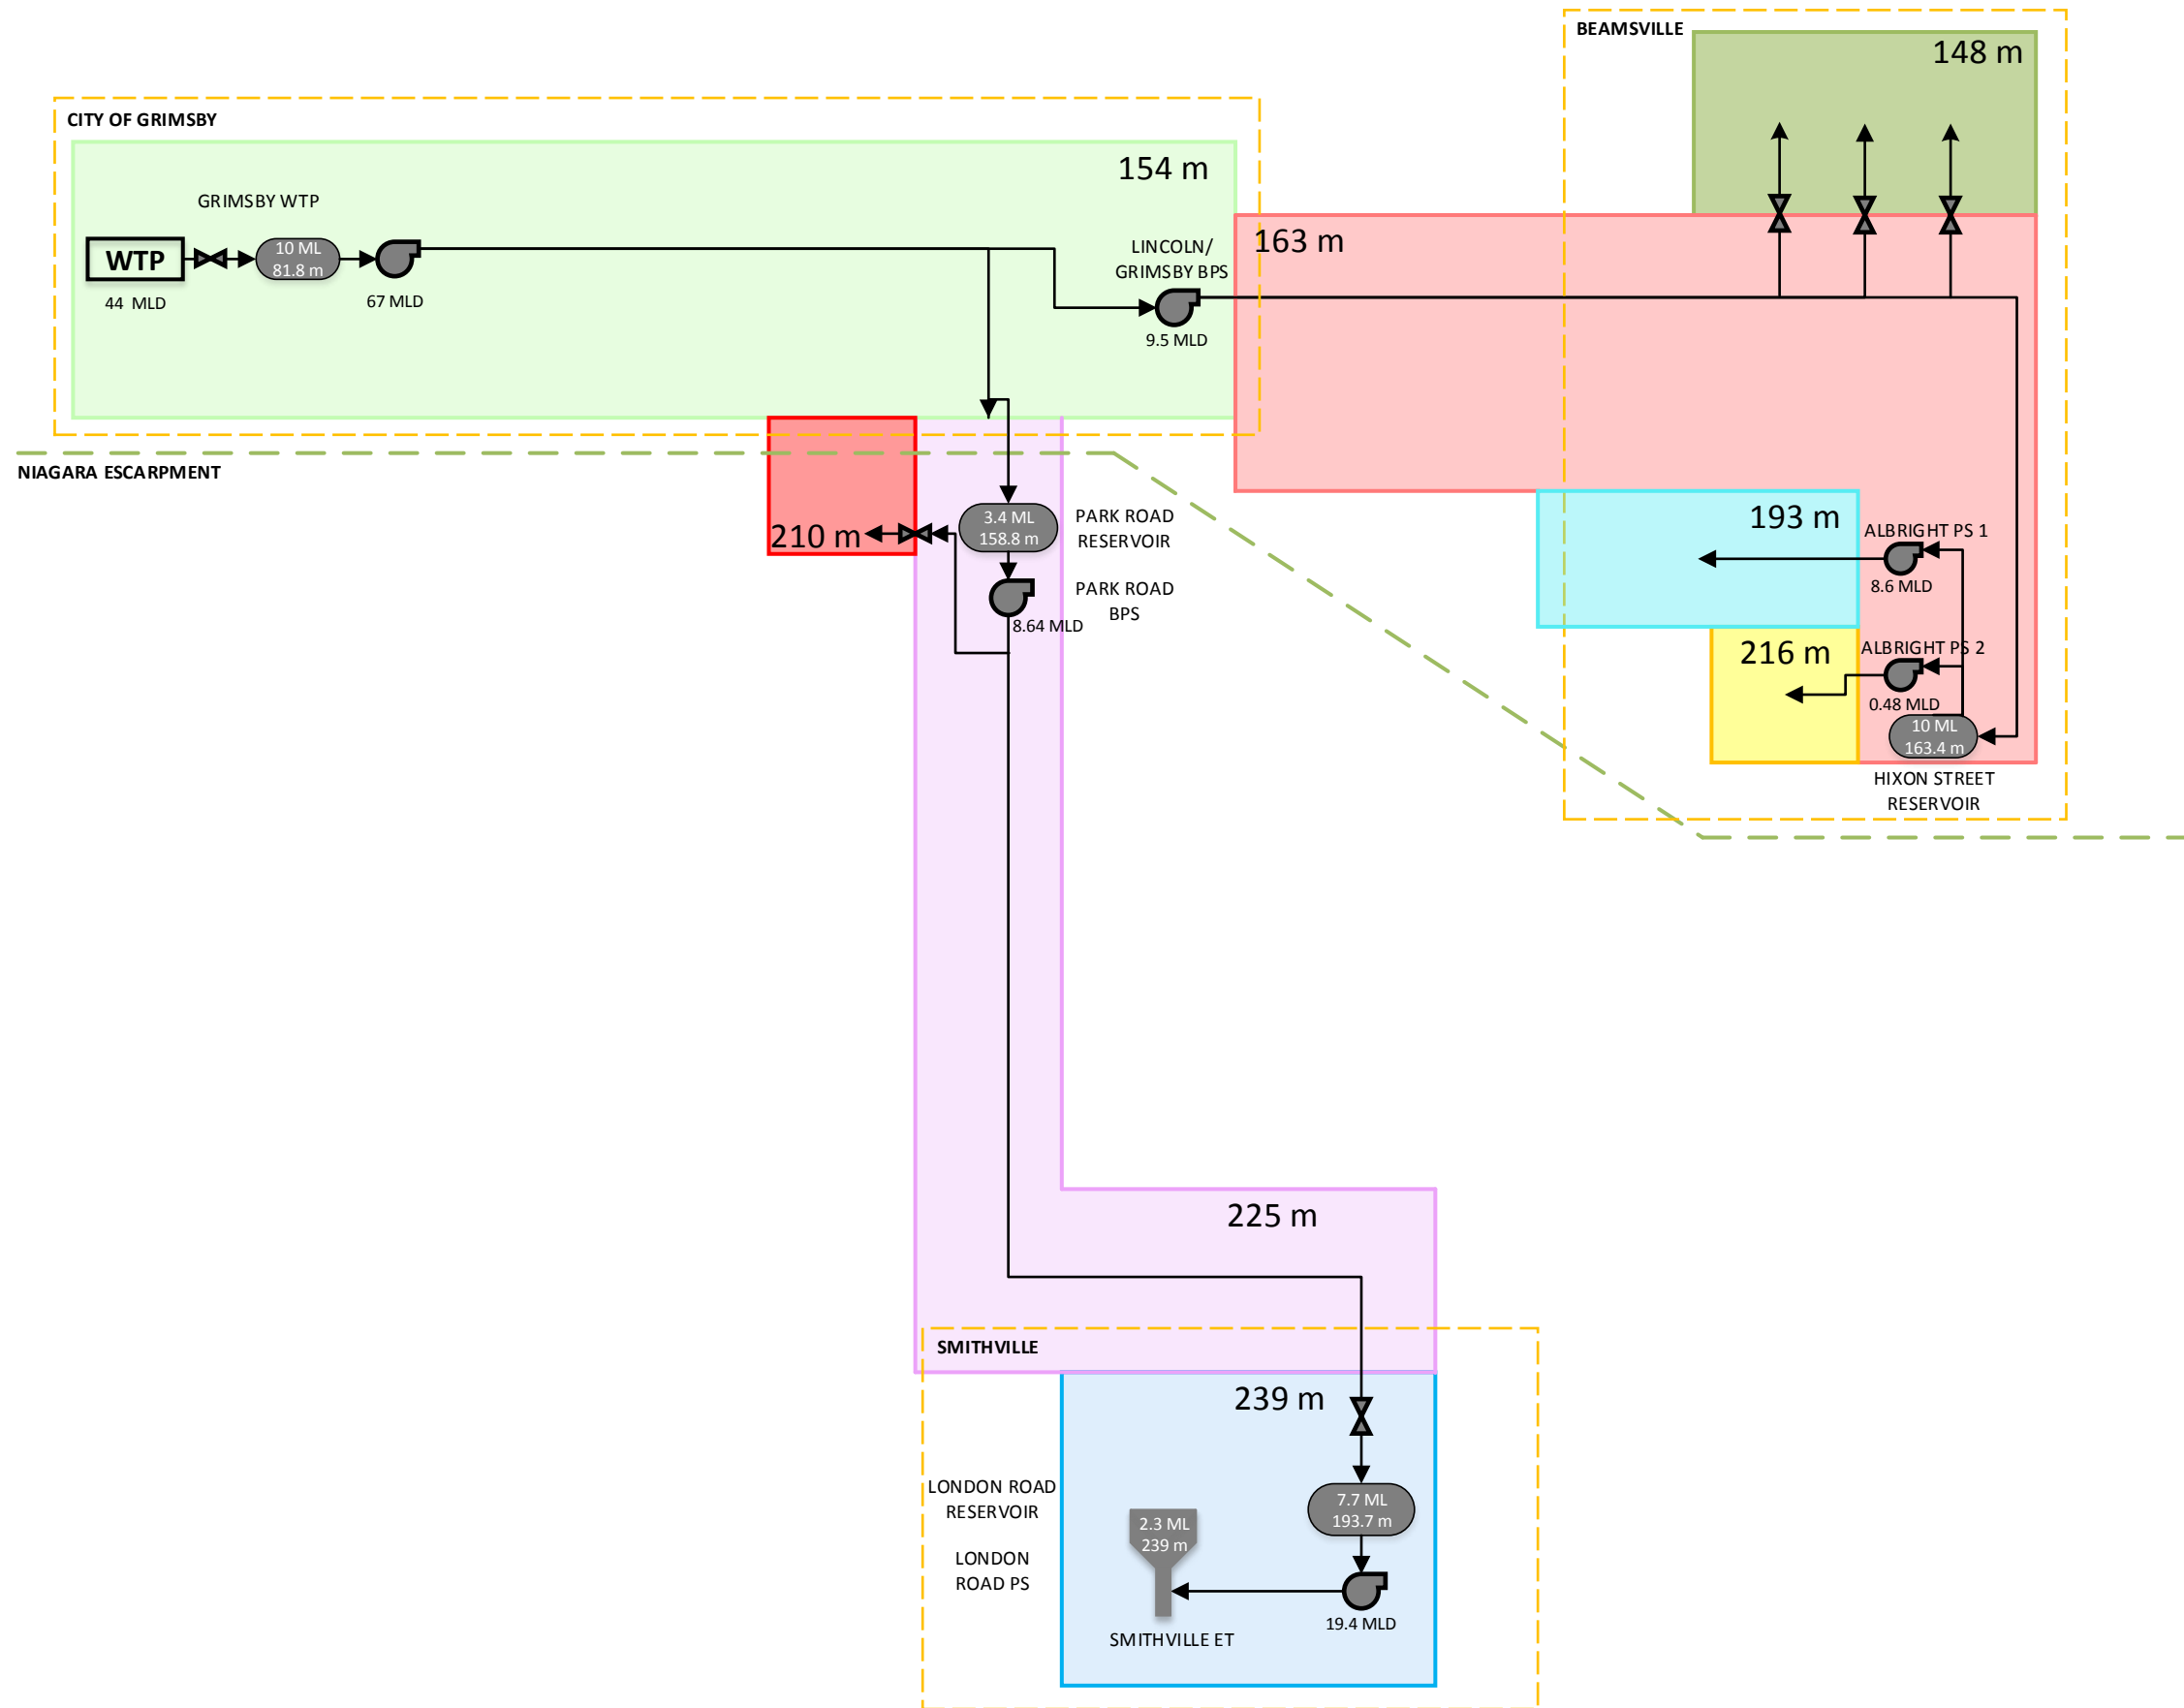 BEAMSVILLE
148 m
CITY OF GRIMSBY
154 m
GRIMSBY WTP
WTP
44 MLD
10 ML
81.8 m
67 MLD
LINCOLN/
GRIMSBY BPS
9.5 MLD
163 m
NIAGARA ESCARPMENT
210 m
3.4 ML
158.8 m
PARK ROAD
RESERVOIR
PARK ROAD
BPS
8.64 MLD
193 m
ALBRIGHT PS 1
8.6 MLD
216 m
ALBRIGHT PS 2
0.48 MLD
10 ML
163.4 m
HIXON STREET
RESERVOIR
225 m
SMITHVILLE
239 m
LONDON ROAD
RESERVOIR
LONDON
ROAD PS
7.7 ML
193.7 m
2.3 ML
239 m
19.4 MLD
SMITHVILLE ET